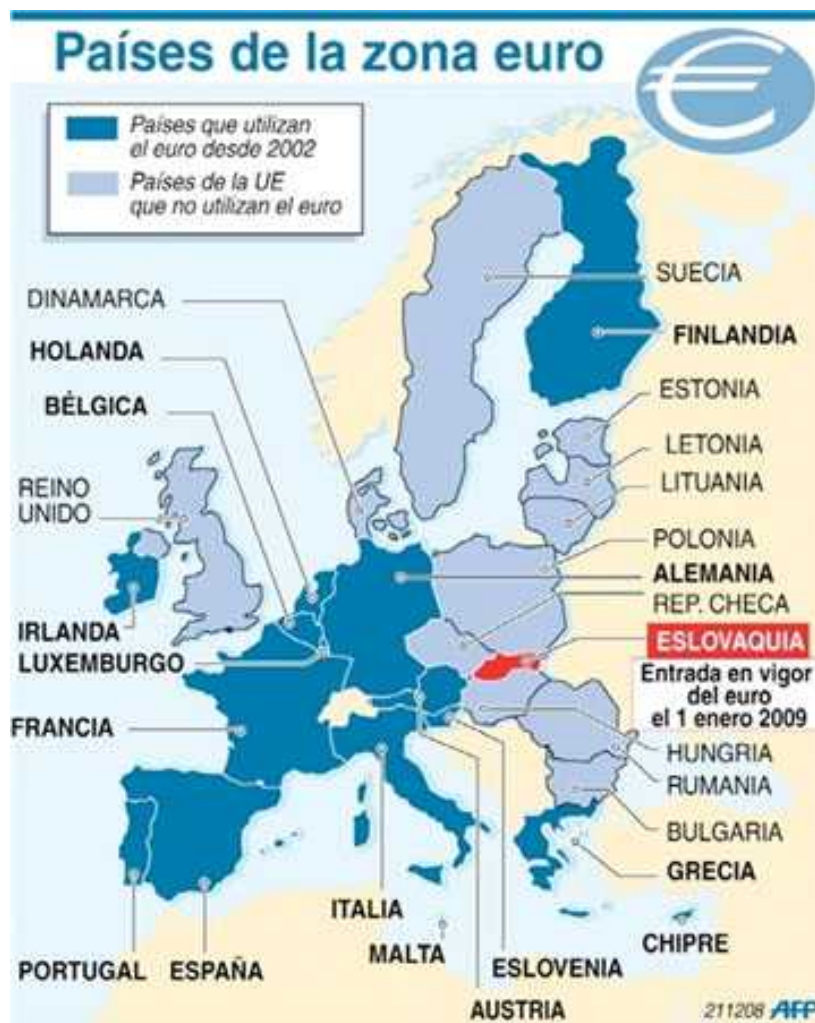 Países de la zona euro
€
Países que utilizan
el euro desde 2002
Países de la UE
que no utilizan el euro
SUECIA
DINAMARCA
HOLANDA
FINLANDIA
BÉLGICA
ESTONIA
LETONIA
LITUANIA
REINO
UNIDO
POLONIA
ALEMANIA
REP. CHECA
IRLANDA
ESLOVAQUIA
LUXEMBURGO
Entrada en vigor
del euro
el 1 enero 2009
FRANCIA
HUNGRIA
RUMANIA
BULGARIA
GRECIA
ITALIA
MALTA
CHIPRE
PORTUGAL
ESPAÑA
ESLOVENIA
AUSTRIA
211208 AFP